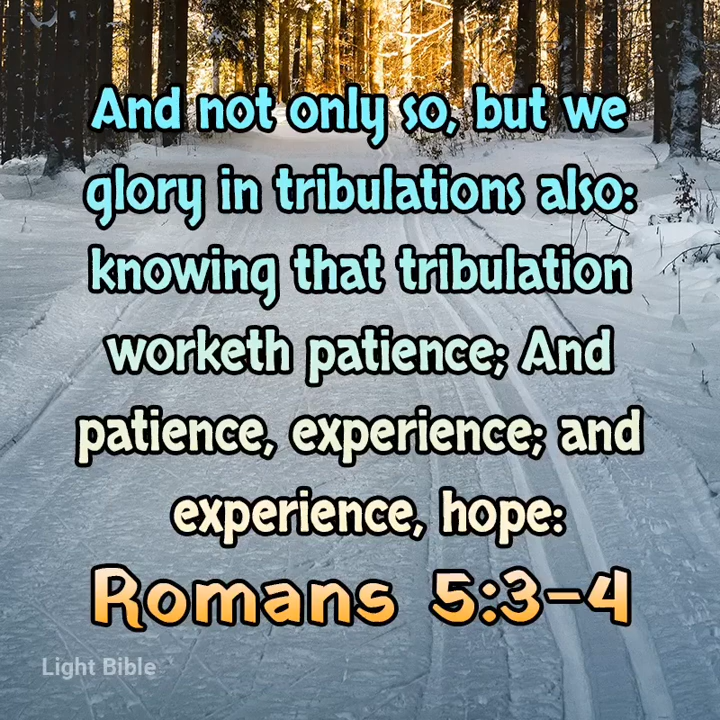 And not only so, but we
glory in tribulations also:
knowing that tribulation
worketh patience; And
patience, experience; and
experience, hope:
Romans 5:3-4
Light Bible